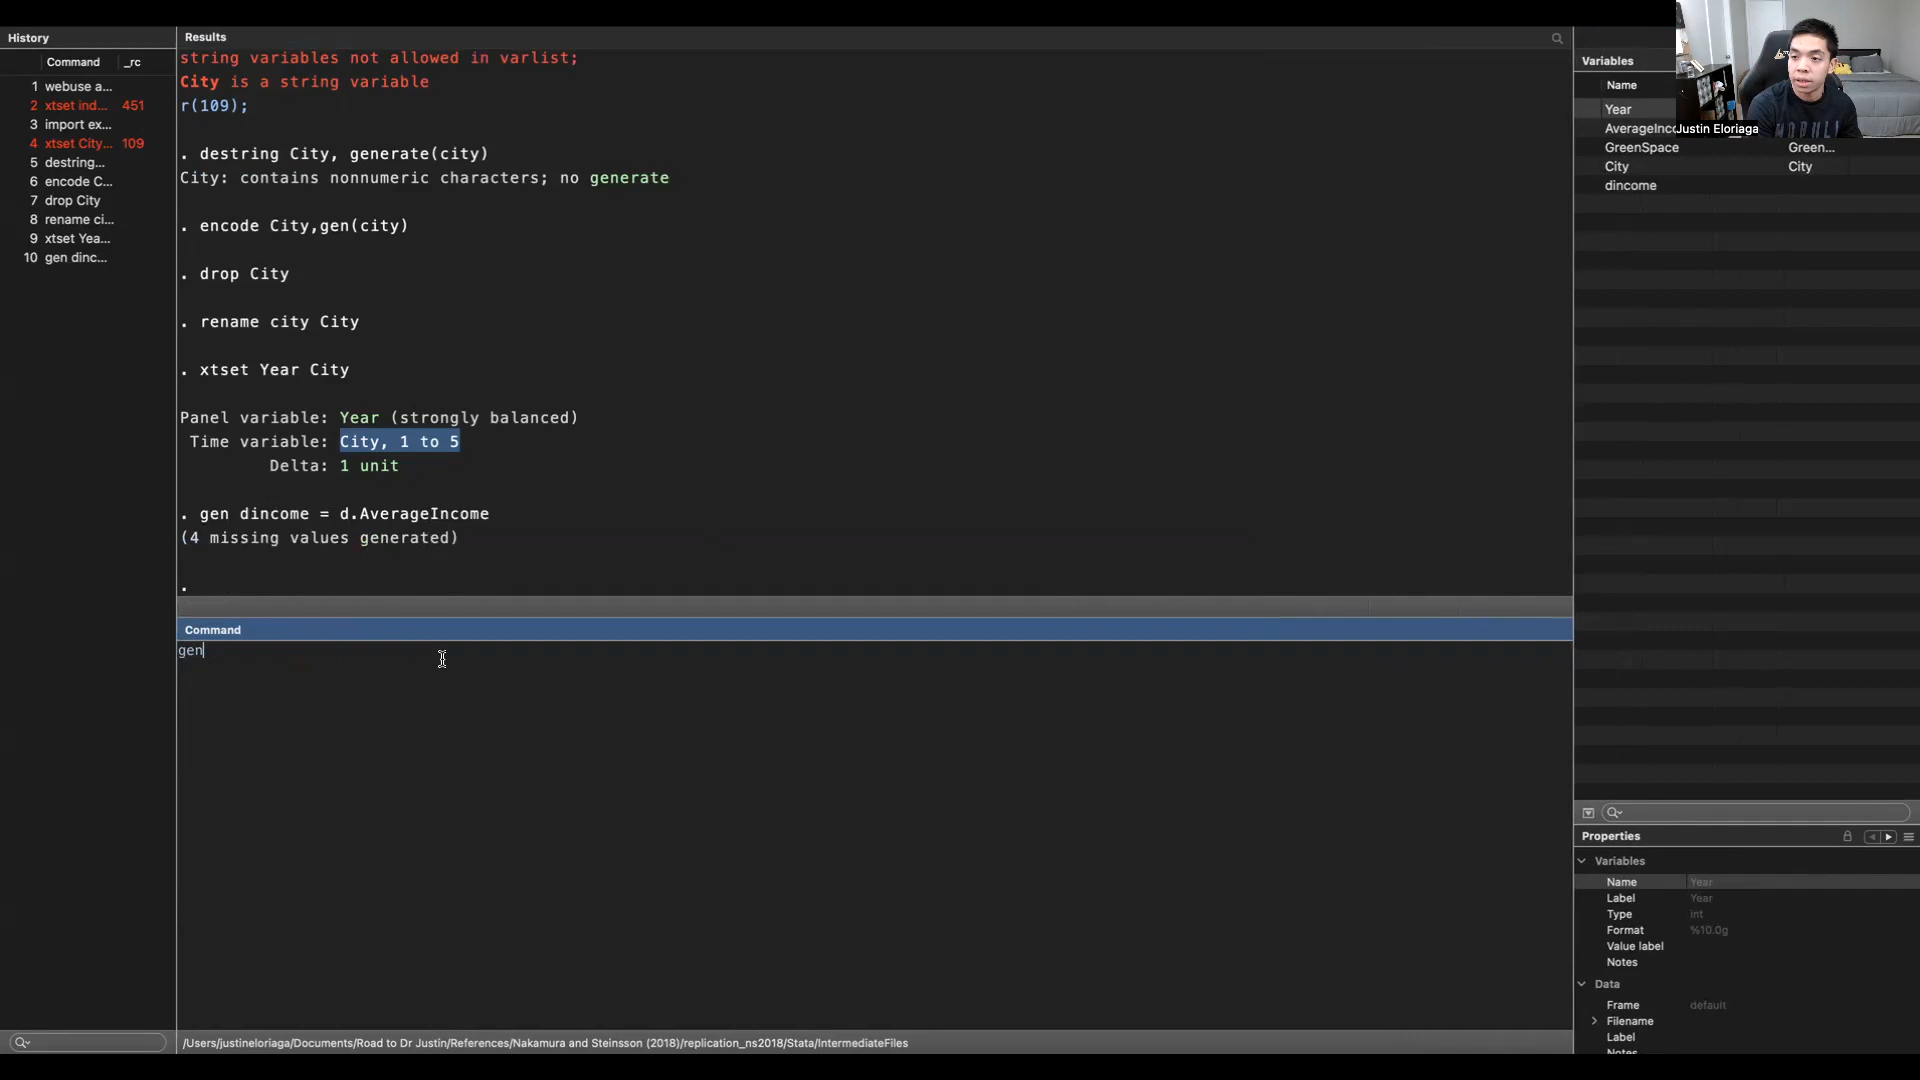 History
Command _rc
1 webuse a...
2 xtset ind... 451
3 import ex...
4 xtset City... 109
5 destring...
6 encode C...
7 drop City
8 rename ci...
9 xtset Yea...
10 gen dinc...
Results
string variables not allowed in varlist;
City is a string variable
r(109);
. destring City, generate(city)
City: contains nonnumeric characters; no generate
. encode City,gen(city)
. drop City
. rename city City
. xtset Year City
Panel variable: Year (strongly balanced)
Time variable: City, 1 to 5
Delta: 1 unit
. gen dincome = d.AverageIncome
(4 missing values generated)
.
Command
gen
/Users/justineloriaga/Documents/Road to Dr Justin/References/Nakamura and Steinsson (2018)/replication_ns2018/Stata/IntermediateFiles
Justin Eloriaga
Variables
Name
Year
GreenSpace Green...
City City
dincome
Properties
Variables
Name Year
Label Year
Type int
Format %10.0g
Value label
Notes
Data
Frame default
Filename
Label
Notes